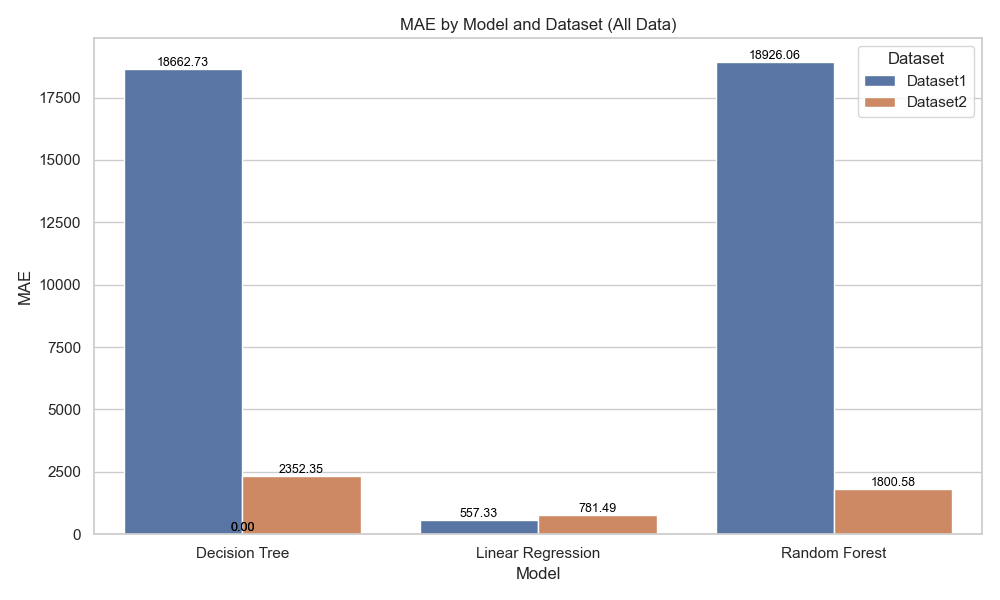 MAE by Model and Dataset (All Data)
18662.73
18926.06
Dataset
Dataset1
Dataset2
17500
15000
12500
10000
7500
5000
2500
0
MAE
2352.35
0.00
557.33
781.49
1800.58
Decision Tree
Linear Regression
Random Forest
Model